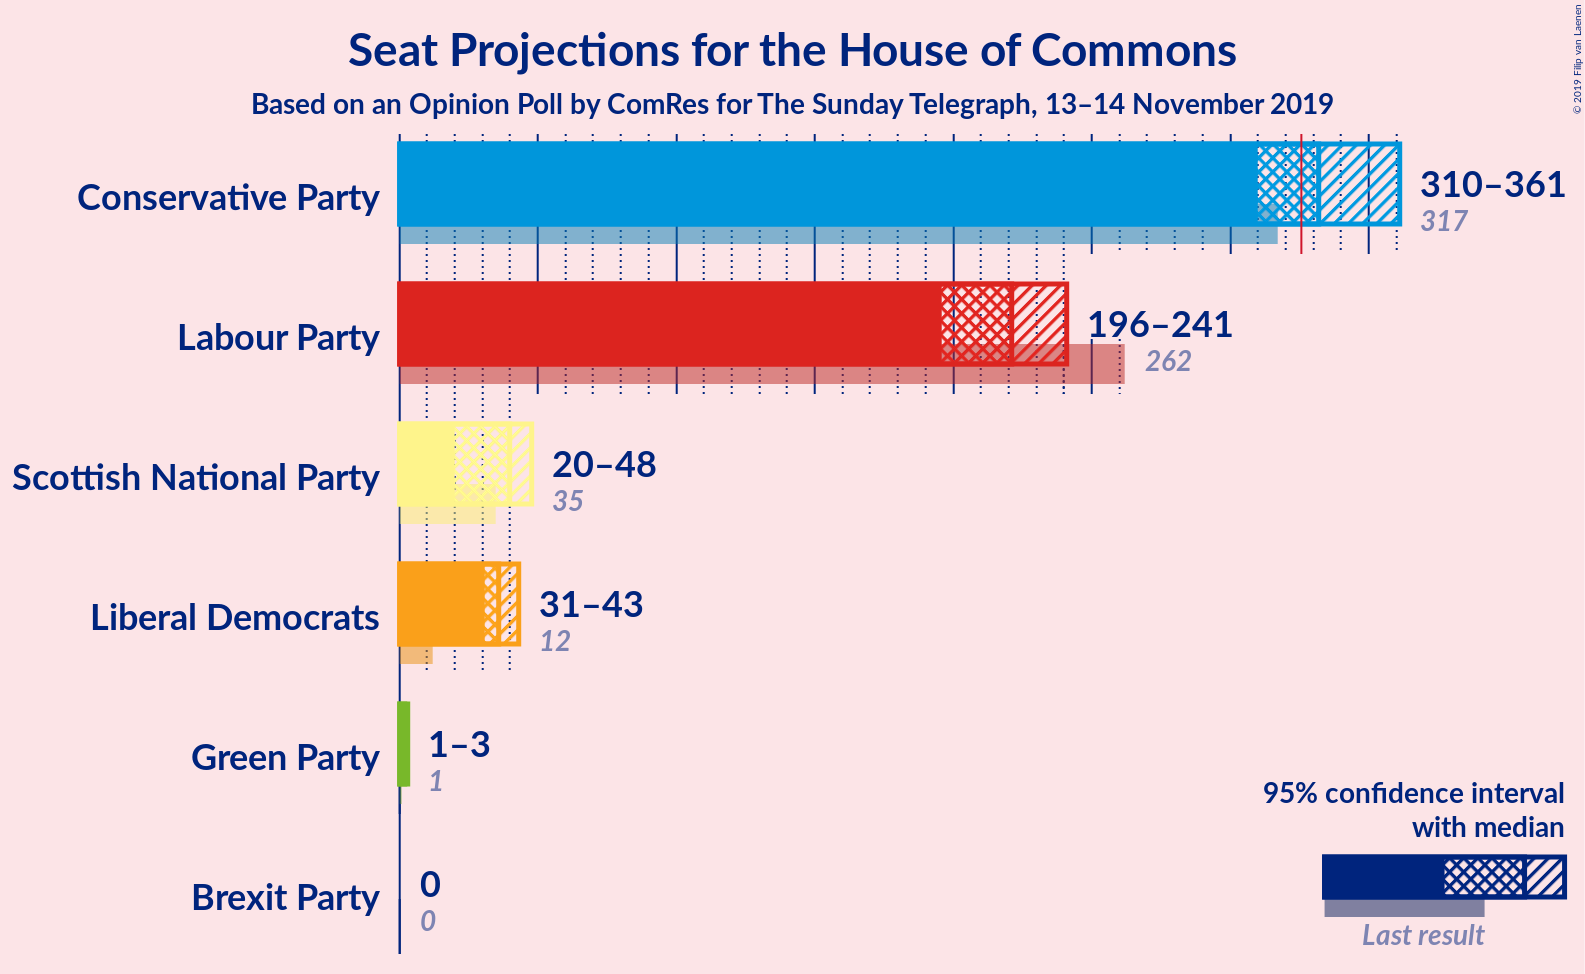 Seat Projections for the House of Commons
Based on an Opinion Poll by ComRes for The Sunday Telegraph, 13–14 November 2019
© 2019 Filip van Laenen
Conservative Party
310–361
317
Labour Party
196–241
262
Scottish National Party
20–48
35
Liberal Democrats
31–43
12
Green Party
1–3
1
Brexit Party
0
0
95% confidence interval
with median
Last result